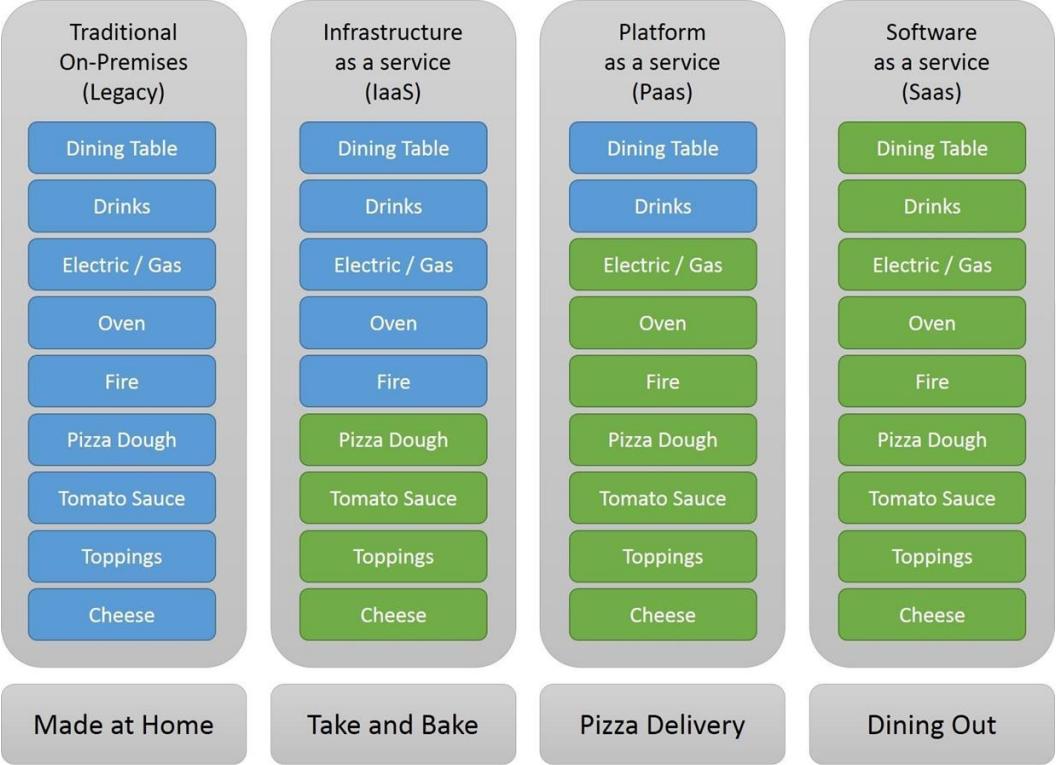 Traditional
On-Premises
(Legacy)
Dining Table
Drinks
Electric / Gas
Oven
Fire
Pizza Dough
Tomato Sauce
Toppings
Cheese
Made at Home
Infrastructure
as a service
(IaaS)
Dining Table
Drinks
Electric / Gas
Oven
Fire
Pizza Dough
Tomato Sauce
Toppings
Cheese
Take and Bake
Platform
as a service
(Paas)
Dining Table
Drinks
Electric / Gas
Oven
Fire
Pizza Dough
Tomato Sauce
Toppings
Cheese
Pizza Delivery
Software
as a service
(Saas)
Dining Table
Drinks
Electric / Gas
Oven
Fire
Pizza Dough
Tomato Sauce
Toppings
Cheese
Dining Out